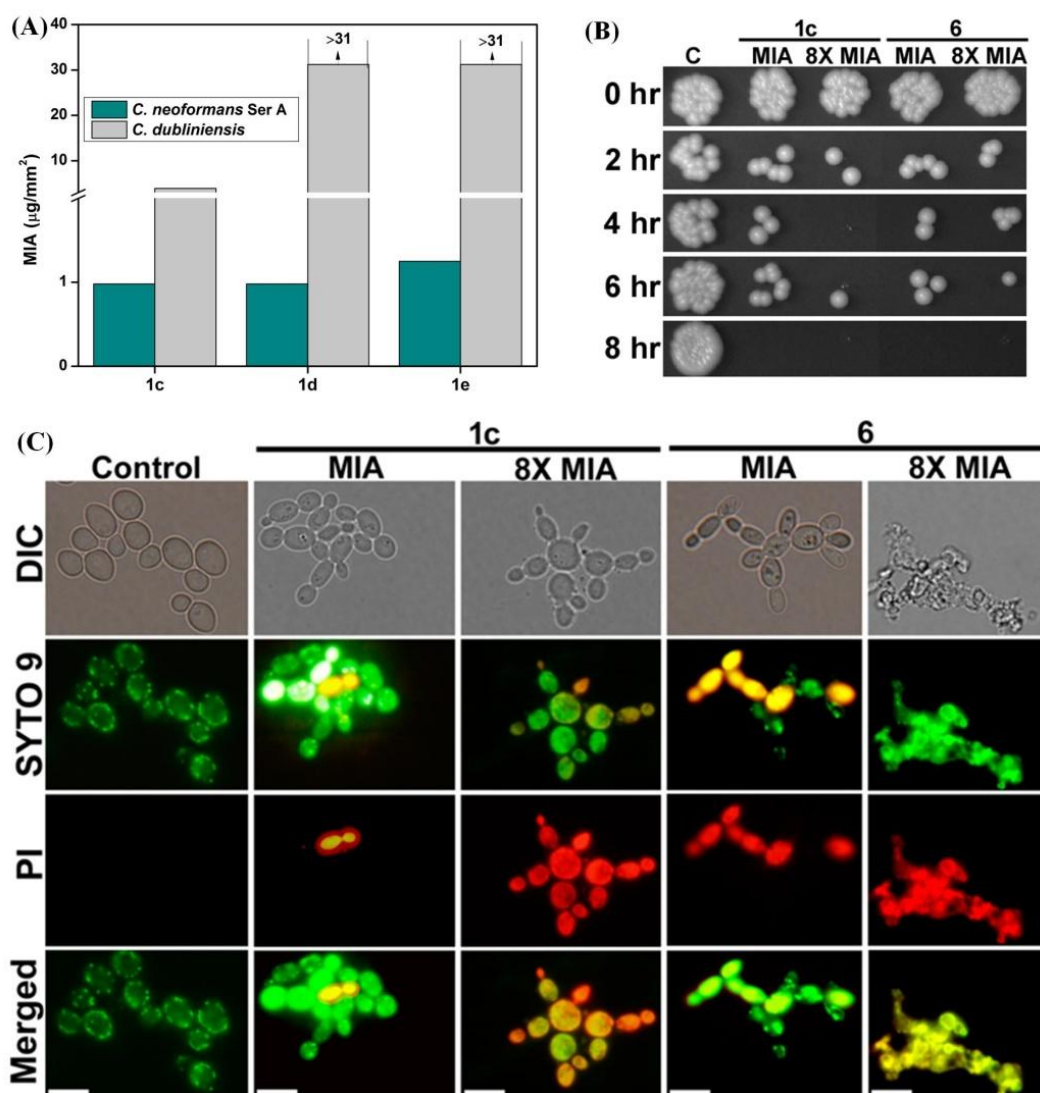 (A)
40
>31
>31
30
C. neoformans Ser A
C. dubliniensis
20
10
MIA (µg/mm²)
1
0
1c
1d
1e
(B)
1c
6
C
MIA
8X MIA
MIA
8X MIA
0 hr
2 hr
4 hr
6 hr
8 hr
(C)
1c
6
Control
MIA
8X MIA
MIA
8X MIA
DIC
SYTO 9
PI
Merged